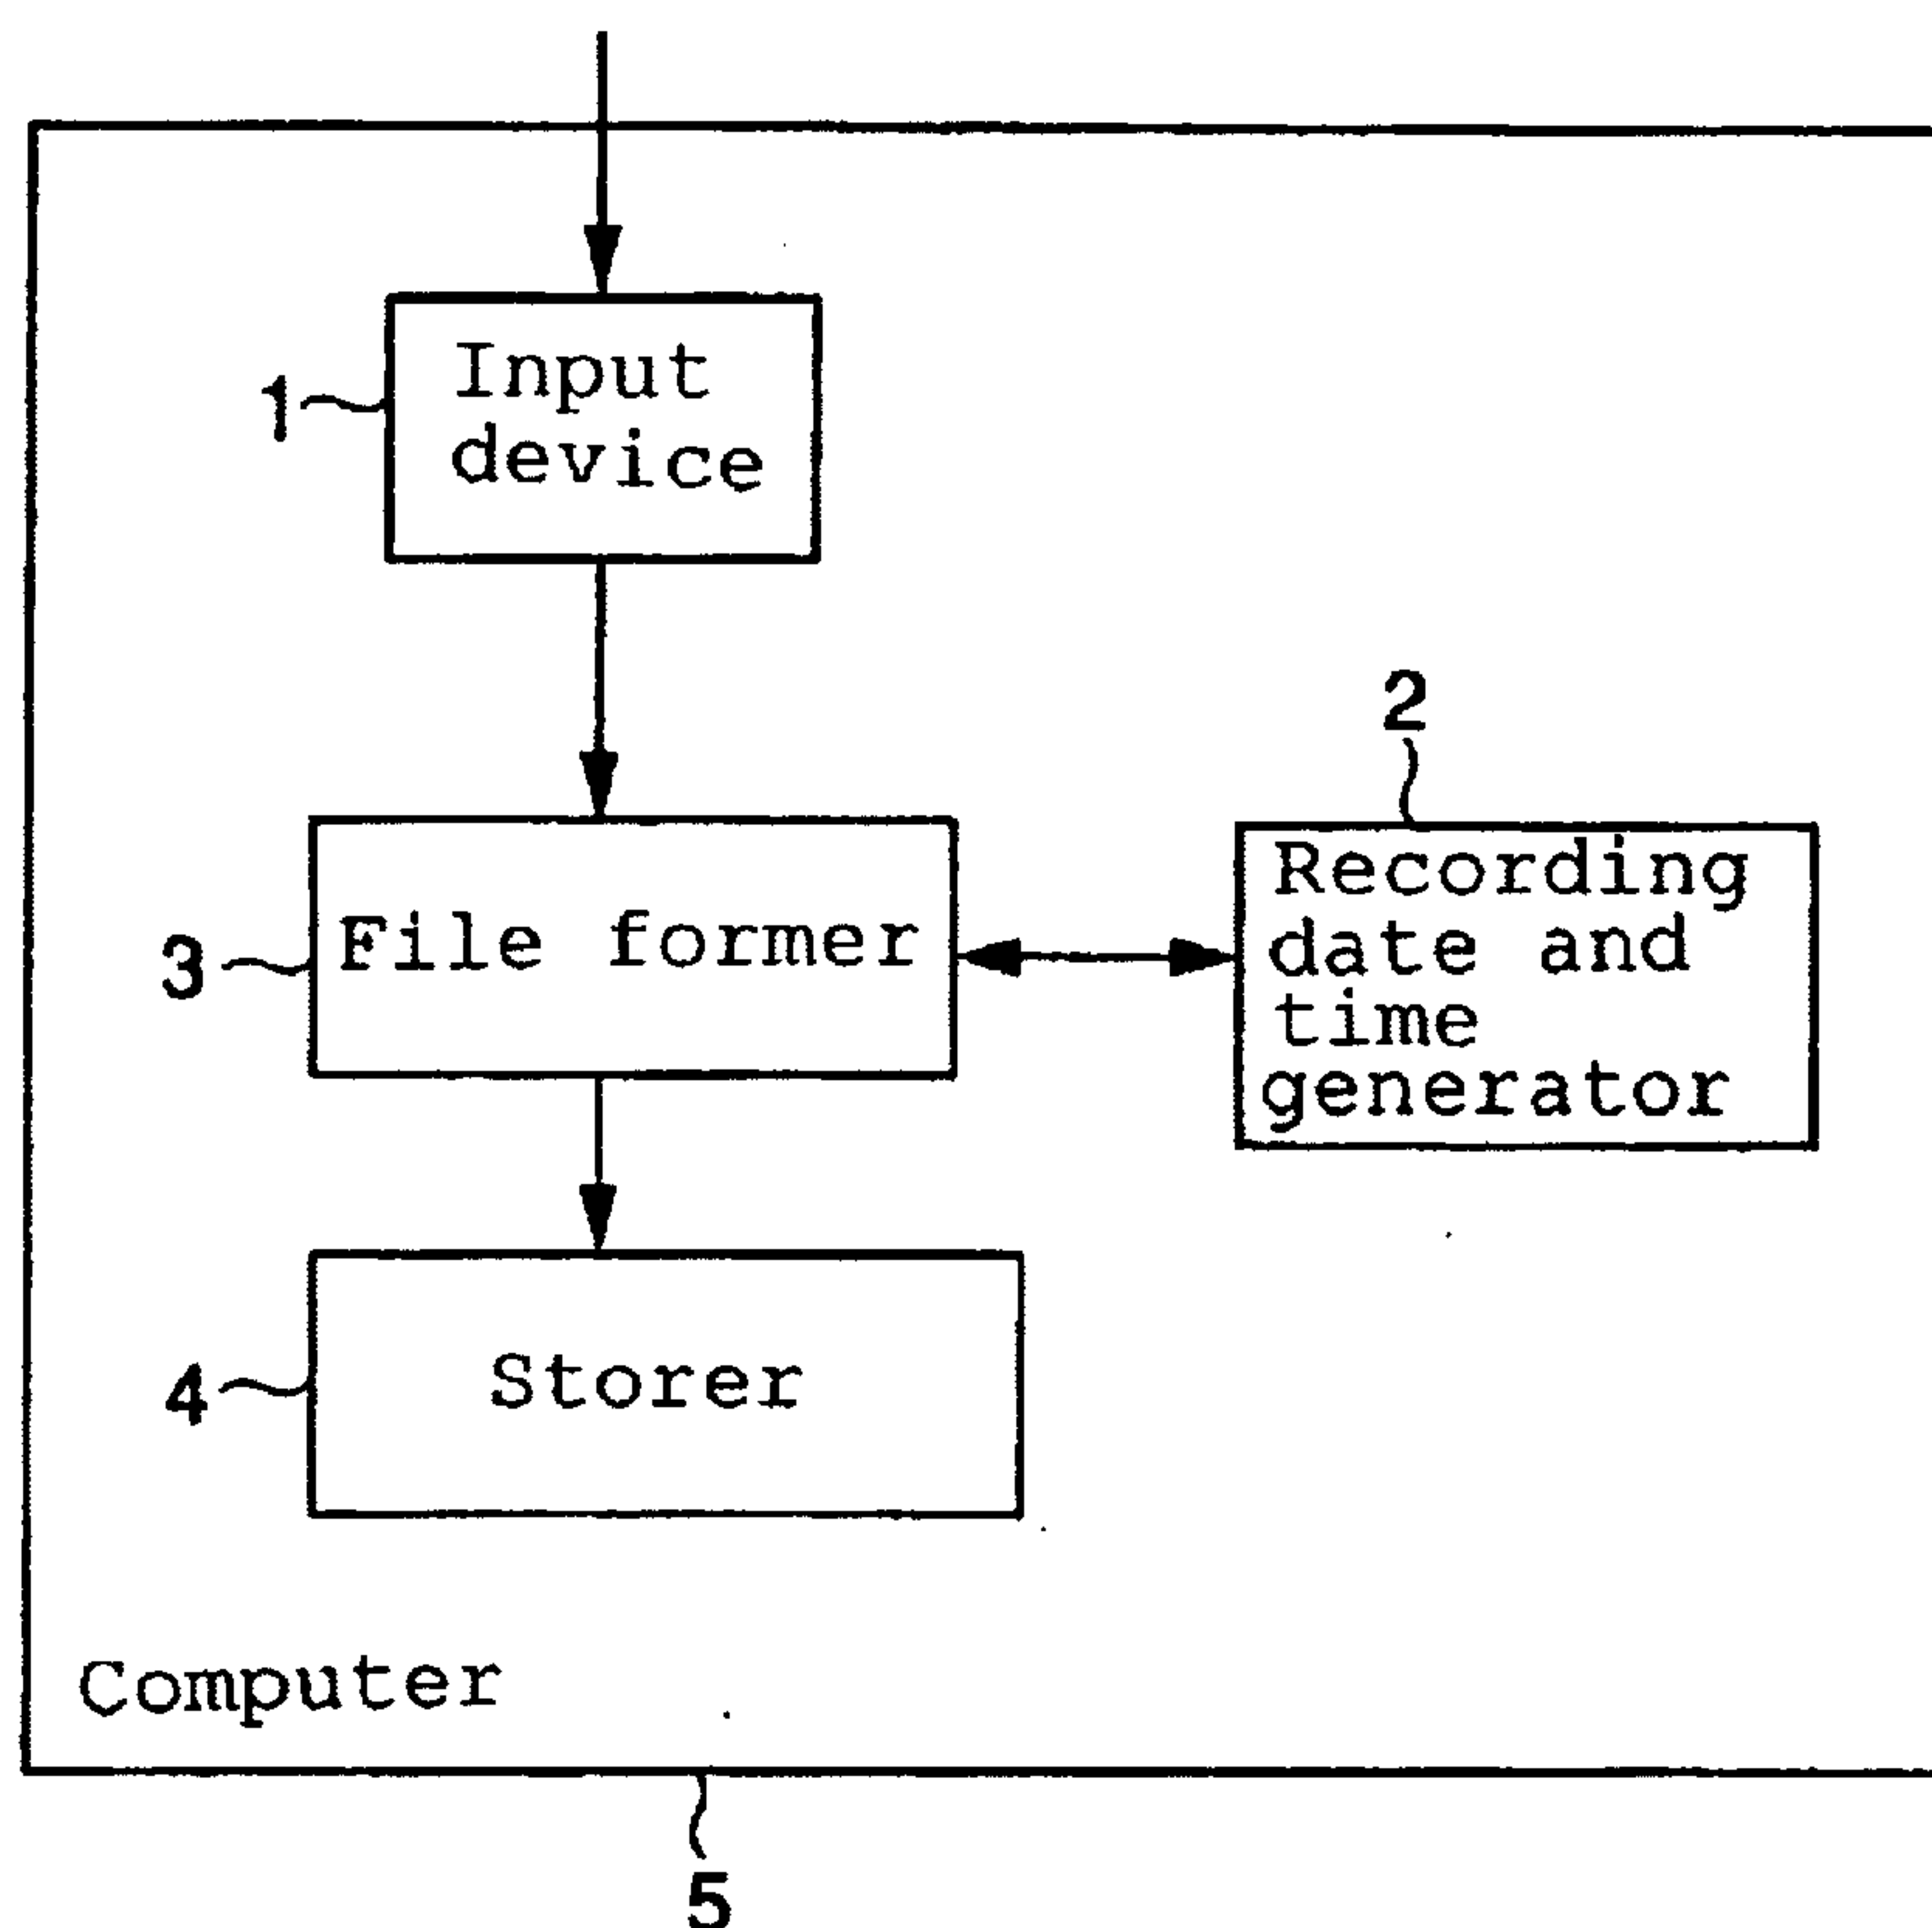 1
Input
device
2
3
File former
Recording
date and
time
generator
4
Storer
Computer
5